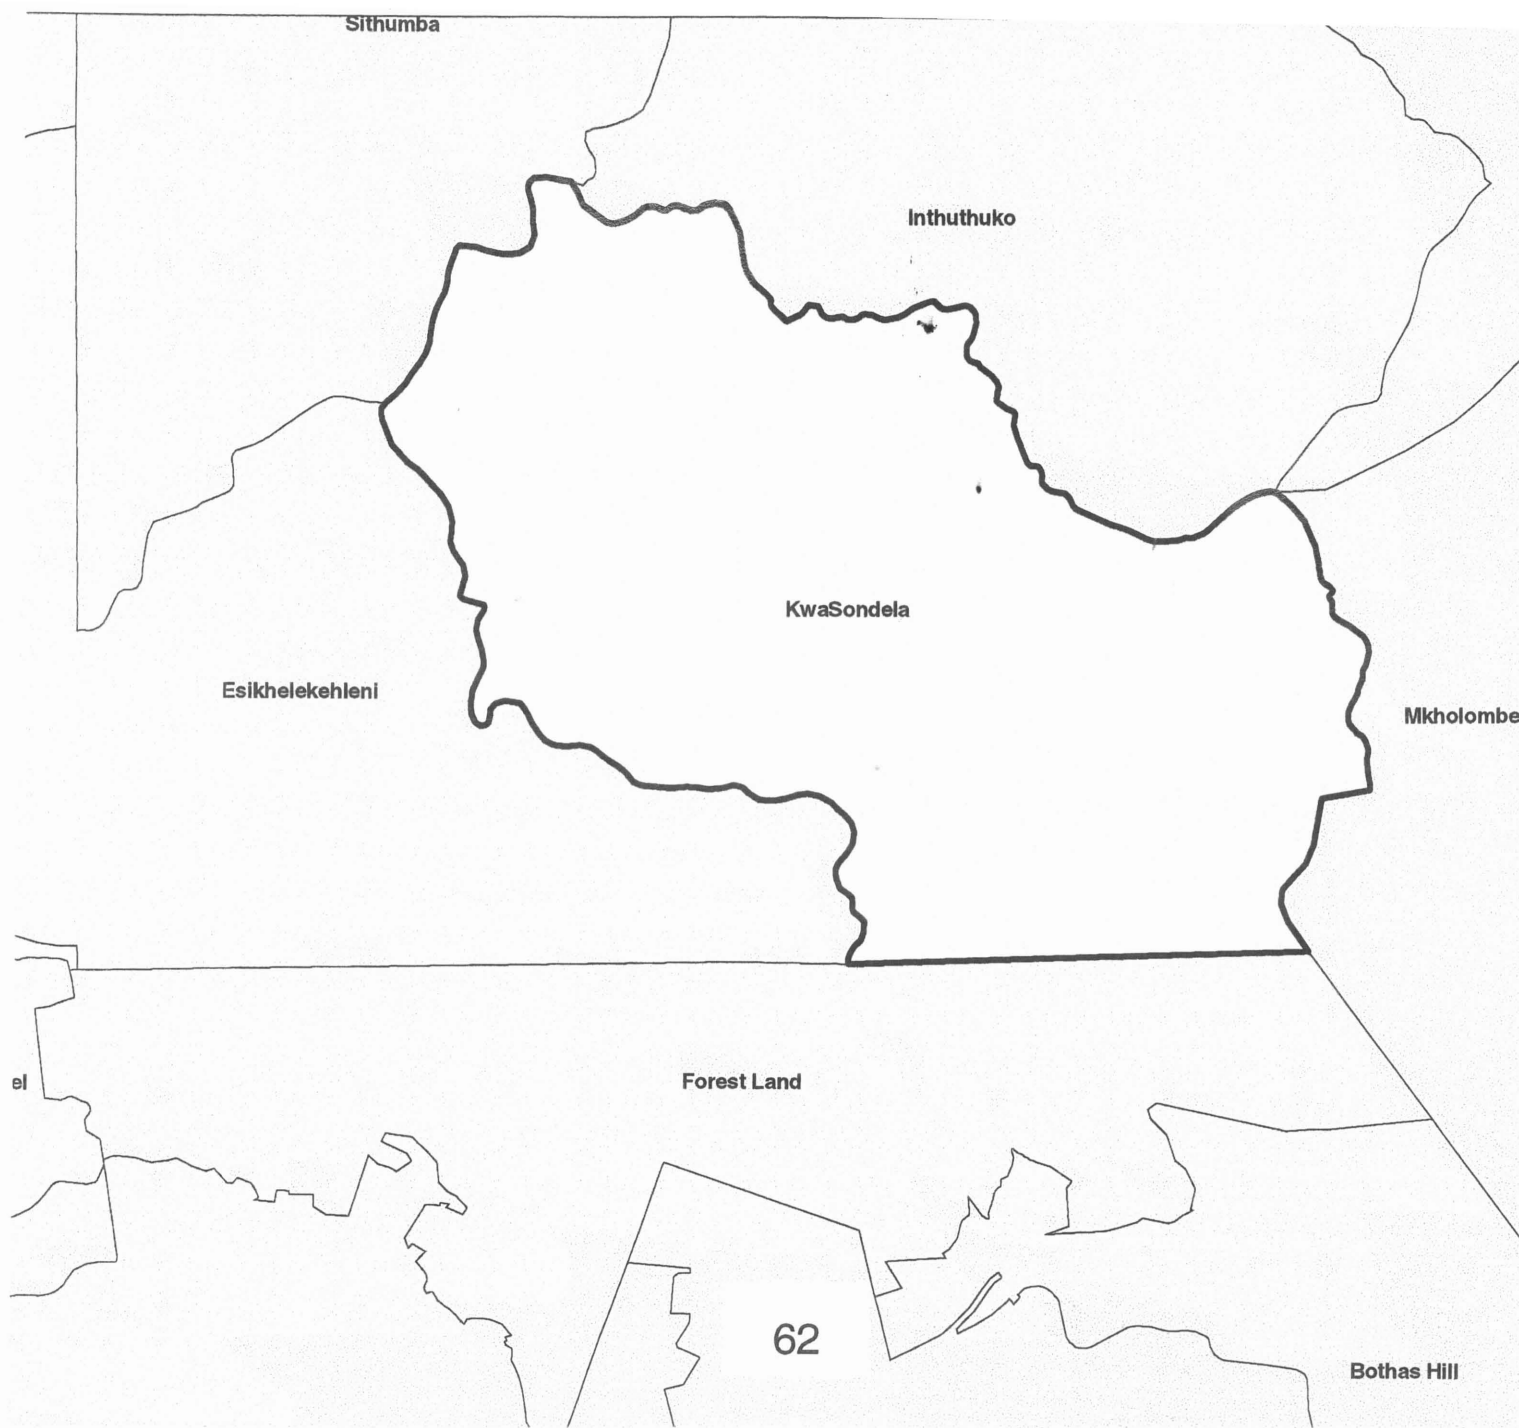 Sithumba
Inthuthuko
KwaSondela
Esikhelekehleni
Mkholombe
Forest Land
el
62
Bothas Hill